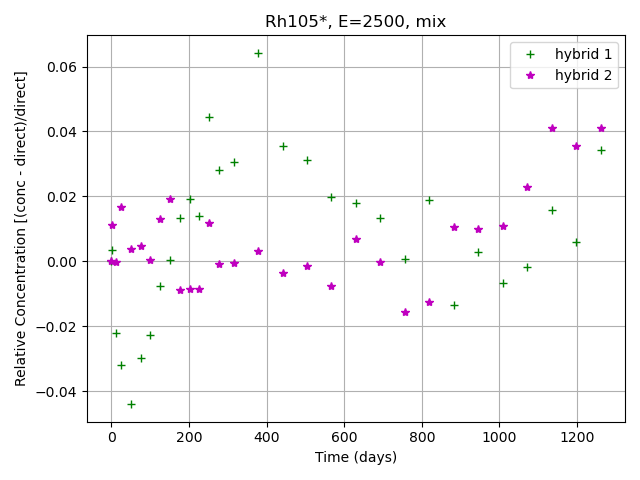 Rh105*, E=2500, mix
hybrid 1
hybrid 2
Relative Concentration [(conc - direct)/direct]
0.06
0.04
0.02
0.00
−0.02
−0.04
0 200 400 600 800 1000 1200
Time (days)